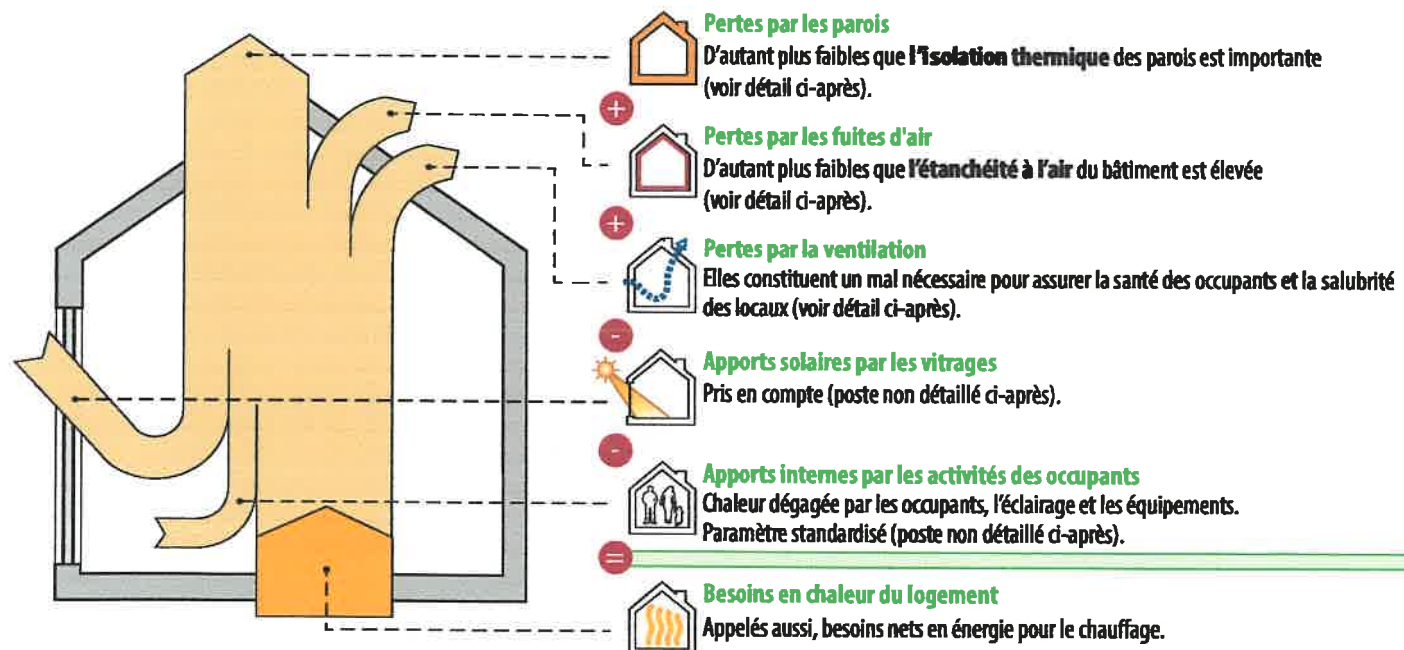 Pertes par les parois
D'autant plus faibles que l'isolation thermique des parois est importante
(voir détail ci-après).
+
Pertes par les fuites d'air
D'autant plus faibles que l'étanchéité à l'air du bâtiment est élevée
(voir détail ci-après).
+
Pertes par la ventilation
Elles constituent un mal nécessaire pour assurer la santé des occupants et la salubrité
des locaux (voir détail ci-après).
-
Apports solaires par les vitrages
Pris en compte (poste non détaillé ci-après).
-
Apports internes par les activités des occupants
Chaleur dégagée par les occupants, l'éclairage et les équipements.
Paramètre standardisé (poste non détaillé ci-après).
=
Besoins en chaleur du logement
Appelés aussi, besoins nets en énergie pour le chauffage.